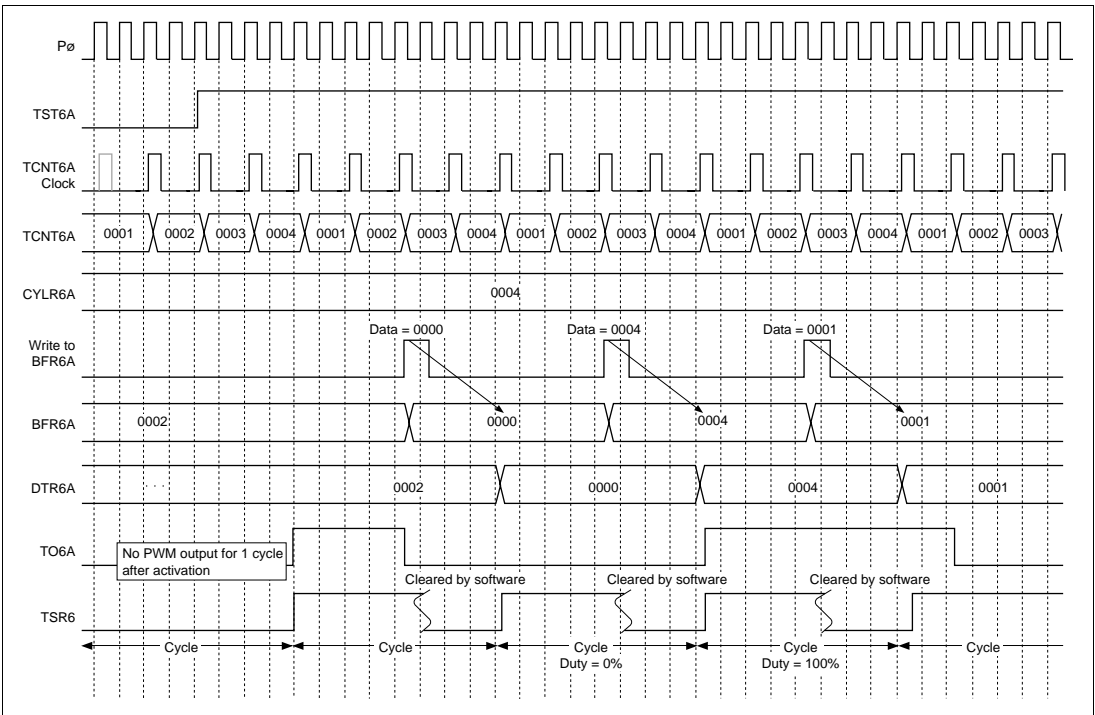 Pø
TST6A
TCNT6A
Clock
TCNT6A
0001 0002 0003 0004 0001 0002 0003 0004 0001 0002 0003 0004 0001 0002 0003 0004 0001 0002 0003
CYLR6A
0004
Data = 0000 Data = 0004 Data = 0001
Write to
BFR6A
BFR6A
0002 0000 0004 0001
DTR6A
. . . 0002 0000 0004 0001
TO6A
No PWM output for 1 cycle
after activation
Cleared by software Cleared by software Cleared by software
TSR6
Cycle Cycle Cycle Cycle Cycle
Duty = 0% Duty = 100%